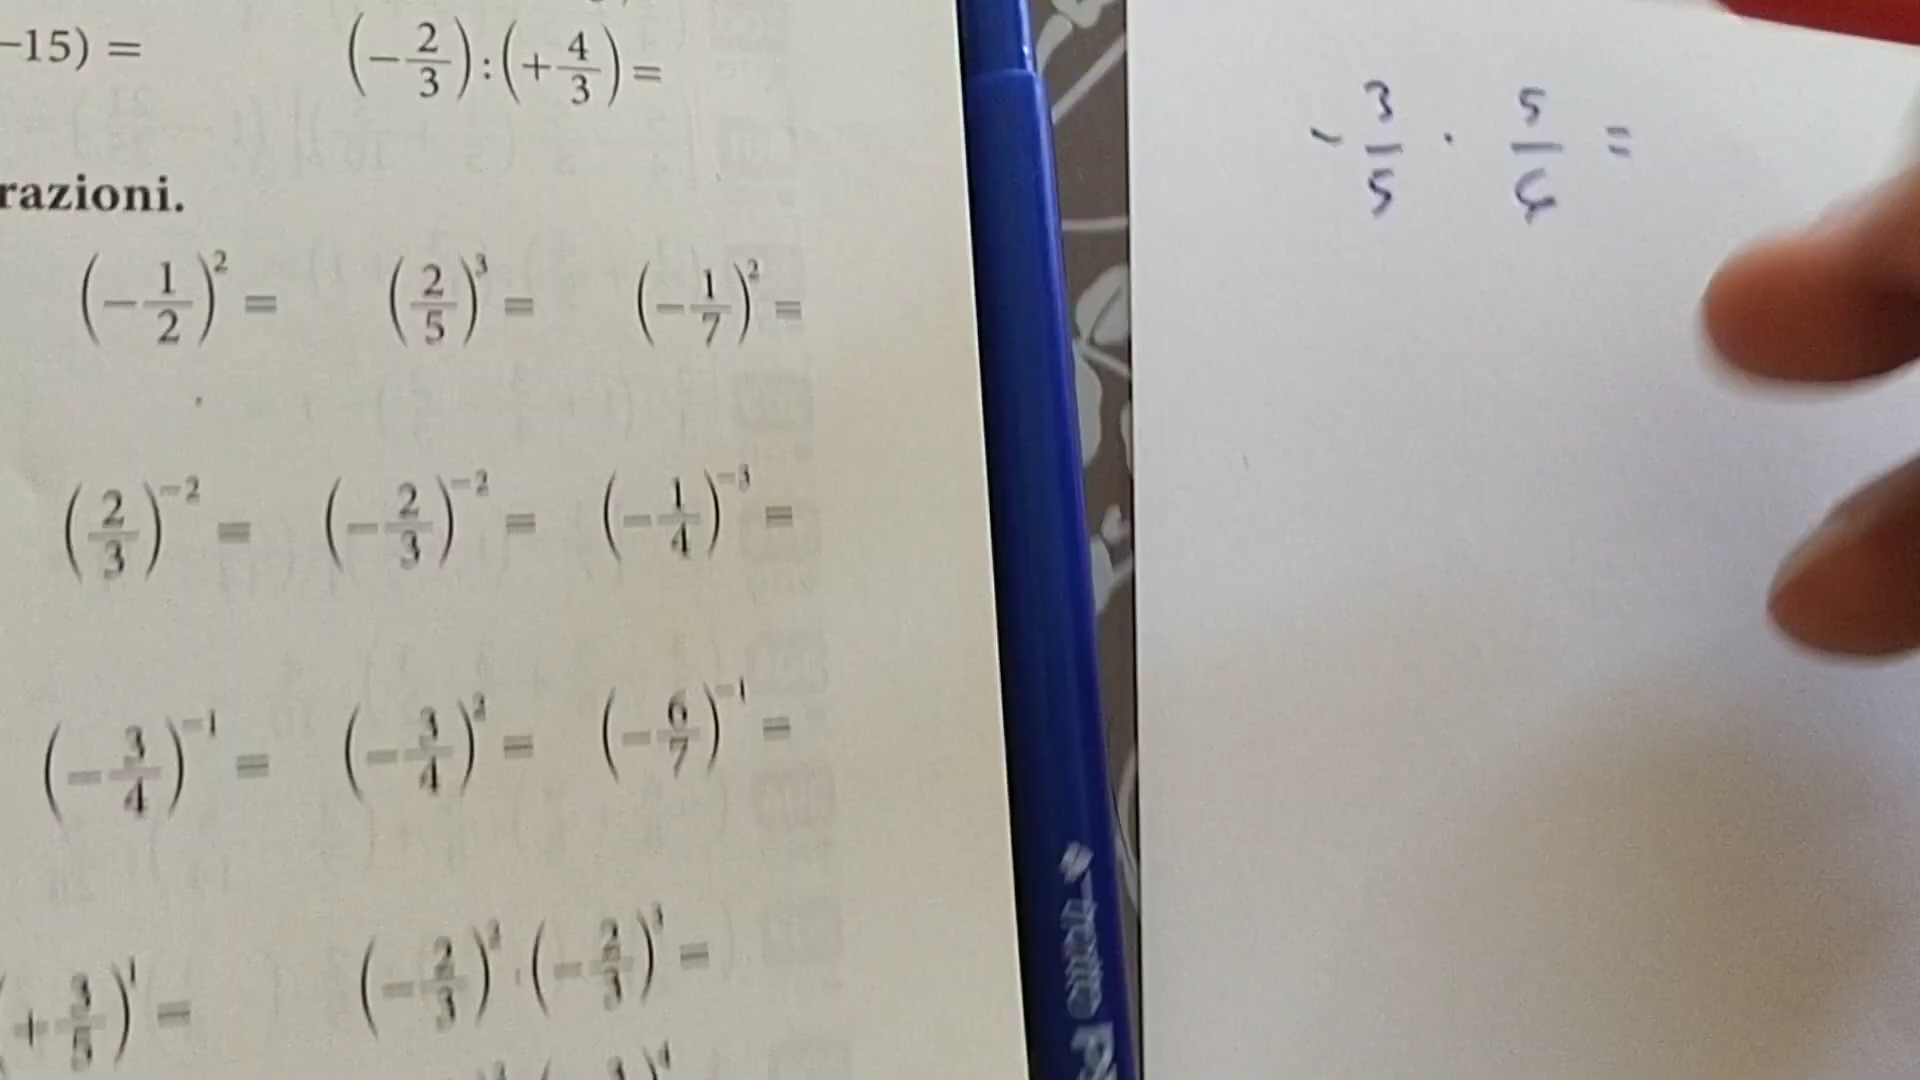 –15) = (−2/3) : (+4/3) =
razioni.
(−1/2)² = (2/5)³ = (−1/7)² =
(2/3)⁻² = (−2/3)⁻² = (−1/4)⁻³ =
(−3/4)⁻¹ = (−3/4)² = (−6/7)⁻¹ =
+3/5)¹ = (−2/3)² · (−2/3)³ =
- 3/5 · 5/6 =